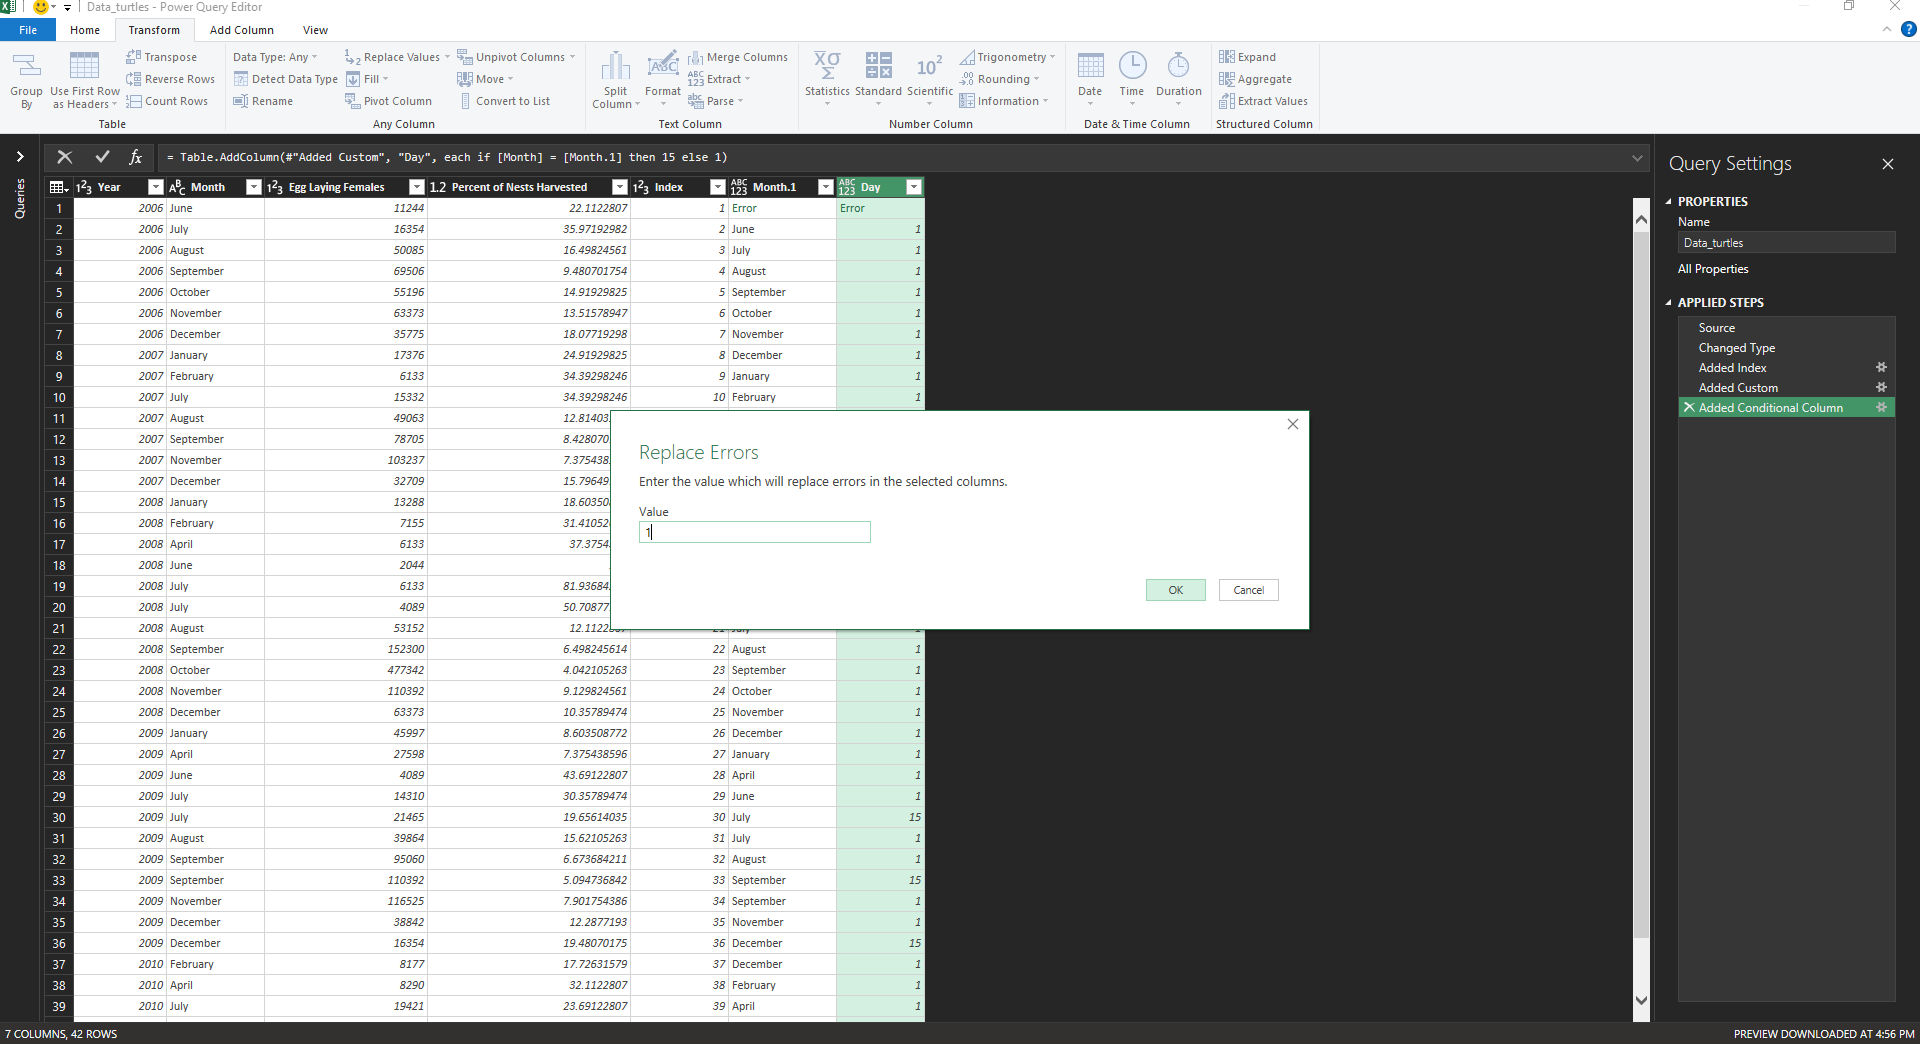 Data_turtles - Power Query Editor
File Home Transform Add Column View
Group By
Use First Row as Headers
Transpose
Reverse Rows
Count Rows
Table
Data Type: Any
Detect Data Type
Rename
Replace Values
Fill
Pivot Column
Unpivot Columns
Move
Convert to List
Any Column
Split Column
Format
Merge Columns
Extract
Parse
Text Column
Statistics
Standard
Scientific
Trigonometry
Rounding
Information
Number Column
Date
Time
Duration
Date & Time Column
Expand
Aggregate
Extract Values
Structured Column
Queries
fx = Table.AddColumn(#"Added Custom", "Day", each if [Month] = [Month.1] then 15 else 1)
Year Month Egg Laying Females Percent of Nests Harvested Index Month.1 Day
1 2006 June 11244 22.1122807 1 Error Error
2 2006 July 16354 35.97192982 2 June 1
3 2006 August 50085 16.49824561 3 July 1
4 2006 September 69506 9.480701754 4 August 1
5 2006 October 55196 14.91929825 5 September 1
6 2006 November 63373 13.51578947 6 October 1
7 2006 December 35775 18.07719298 7 November 1
8 2007 January 17376 24.91929825 8 December 1
9 2007 February 6133 34.39298246 9 January 1
10 2007 July 15332 34.39298246 10 February 1
11 2007 August 49063 12.8140
12 2007 September 78705 8.428070
13 2007 November 103237 7.375438
14 2007 December 32709 15.79649
15 2008 January 13288 18.60350
16 2008 February 7155 31.41052
17 2008 April 6133 37.3754
18 2008 June 2044
19 2008 July 6133 81.93684
20 2008 July 4089 50.70877
21 2008 August 53152 12.1122
22 2008 September 152300 6.498245614 22 August 1
23 2008 October 477342 4.042105263 23 September 1
24 2008 November 110392 9.129824561 24 October 1
25 2008 December 63373 10.35789474 25 November 1
26 2009 January 45997 8.603508772 26 December 1
27 2009 April 27598 7.375438596 27 January 1
28 2009 June 4089 43.69122807 28 April 1
29 2009 July 14310 30.35789474 29 June 1
30 2009 July 21465 19.65614035 30 July 15
31 2009 August 39864 15.62105263 31 July 1
32 2009 September 95060 6.673684211 32 August 1
33 2009 September 110392 5.094736842 33 September 15
34 2009 November 116525 7.901754386 34 September 1
35 2009 December 38842 12.2877193 35 November 1
36 2009 December 16354 19.48070175 36 December 15
37 2010 February 8177 17.72631579 37 December 1
38 2010 April 8290 32.1122807 38 February 1
39 2010 July 19421 23.69122807 39 April 1
Replace Errors
Enter the value which will replace errors in the selected columns.
Value
1
OK Cancel
Query Settings
PROPERTIES
Name
Data_turtles
All Properties
APPLIED STEPS
Source
Changed Type
Added Index
Added Custom
Added Conditional Column
7 COLUMNS, 42 ROWS
PREVIEW DOWNLOADED AT 4:56 PM